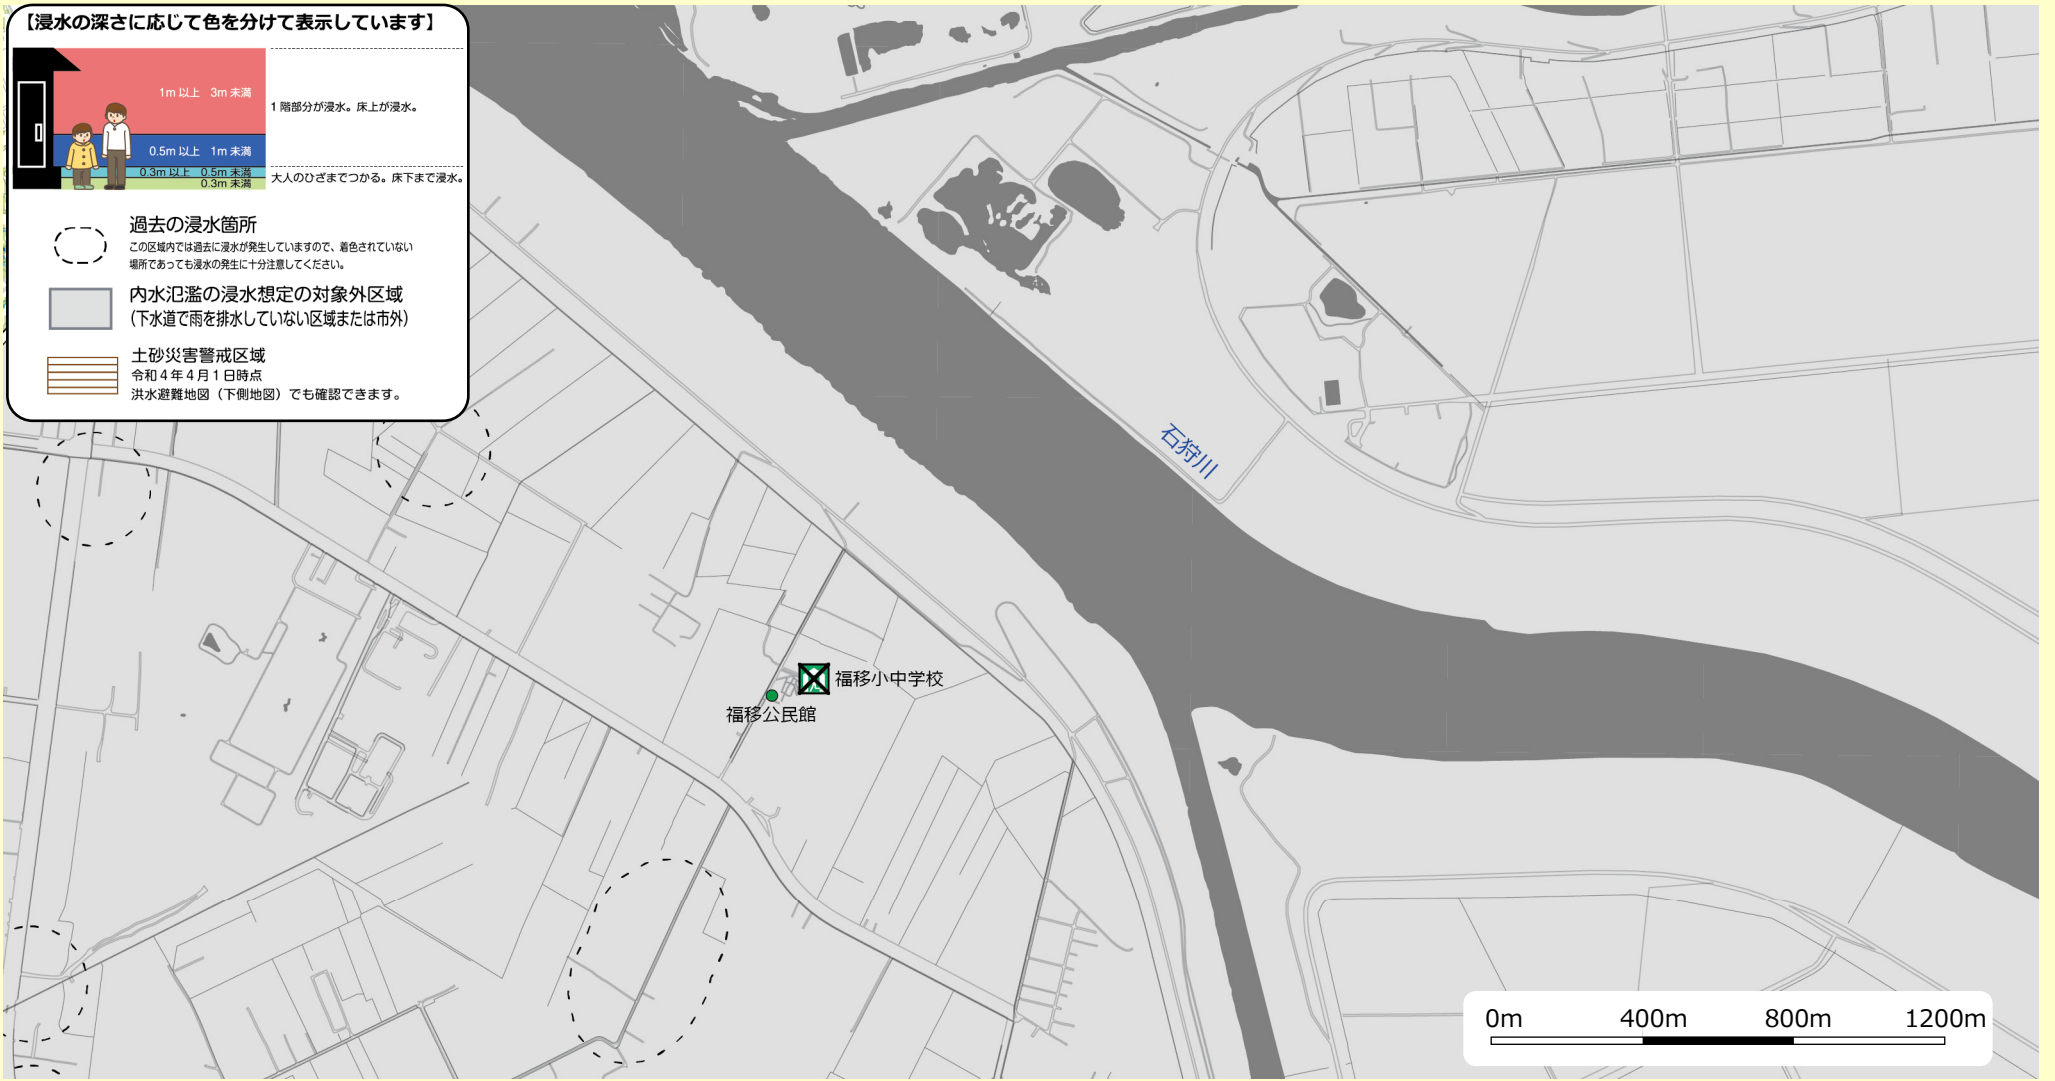 【浸水の深さに応じて色を分けて表示しています】
1m 以上　3m 未満
1 階部分が浸水。床上が浸水。
0.5m 以上　1m 未満
0.3m 以上　0.5m 未満
0.3m 未満
大人のひざまでつかる。床下まで浸水。
過去の浸水箇所
この区域内では過去に浸水が発生していますので、着色されていない
場所であっても浸水の発生に十分注意してください。
内水氾濫の浸水想定の対象外区域
(下水道で雨を排水していない区域または市外)
土砂災害警戒区域
令和４年４月１日時点
洪水避難地図（下側地図）でも確認できます。
石狩川
福移小中学校
福移公民館
0m 400m 800m 1200m